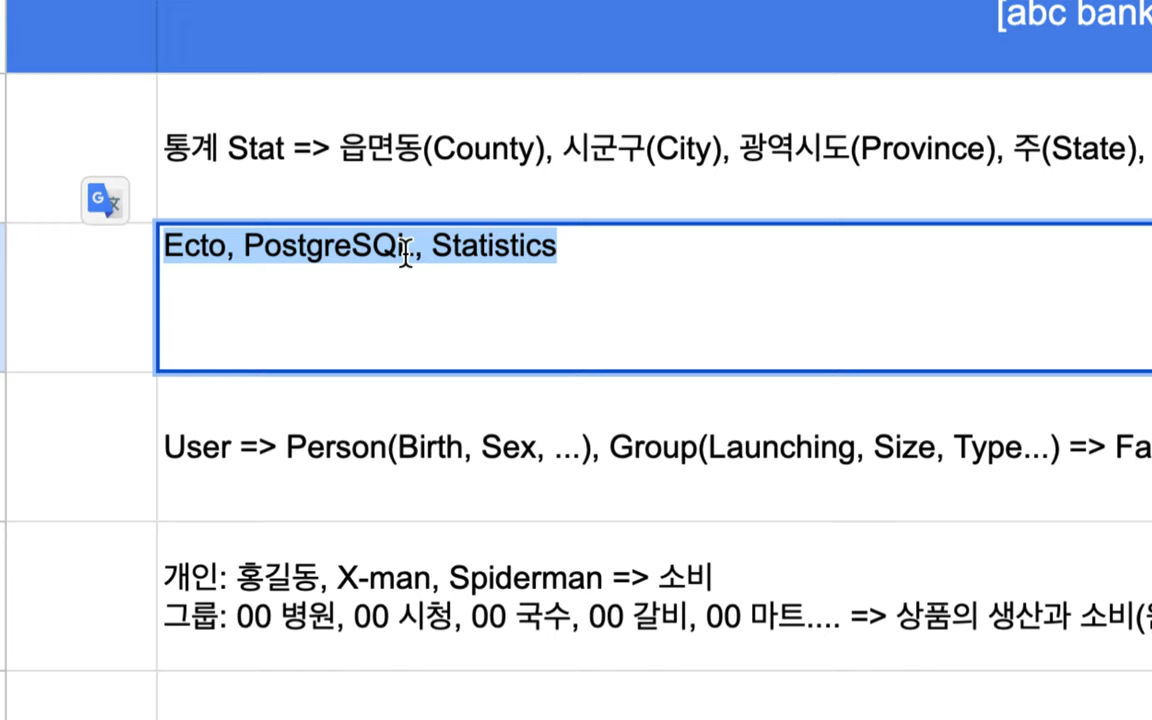 [abc bank
통계 Stat => 읍면동(County), 시군구(City), 광역시도(Province), 주(State),
Ecto, PostgreSQL, Statistics
User => Person(Birth, Sex, ...), Group(Launching, Size, Type...) => Fa
개인: 홍길동, X-man, Spiderman => 소비
그룹: 00 병원, 00 시청, 00 국수, 00 갈비, 00 마트.... => 상품의 생산과 소비(